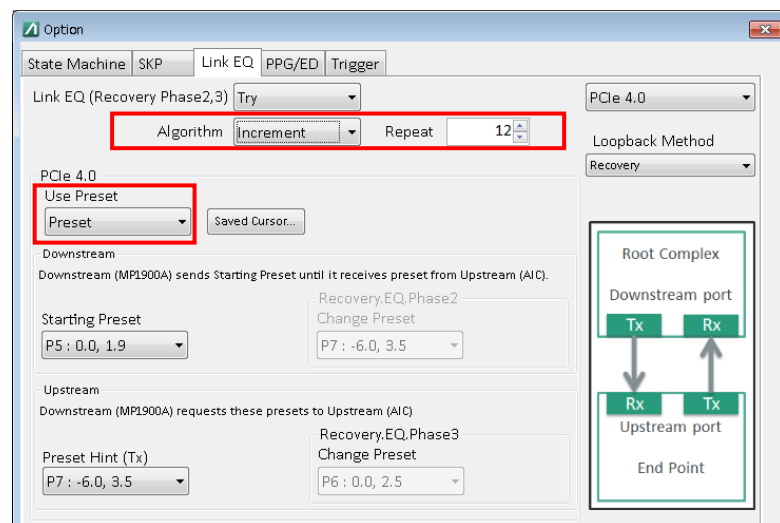 Option
State Machine SKP Link EQ PPG/ED Trigger
Link EQ (Recovery Phase2,3) Try PCIe 4.0
Algorithm Increment Repeat 12
Loopback Method
Recovery
PCIe 4.0
Use Preset
Preset Saved Cursor...
Downstream
Downstream (MP1900A) sends Starting Preset until it receives preset from Upstream (AIC).
Recovery.EQ.Phase2
Starting Preset Change Preset
P5 : 0.0, 1.9 P7 : -6.0, 3.5
Upstream
Downstream (MP1900A) requests these presets to Upstream (AIC)
Recovery.EQ.Phase3
Preset Hint (Tx) Change Preset
P7 : -6.0, 3.5 P6 : 0.0, 2.5
Root Complex
Downstream port
Tx Rx
Rx Tx
Upstream port
End Point